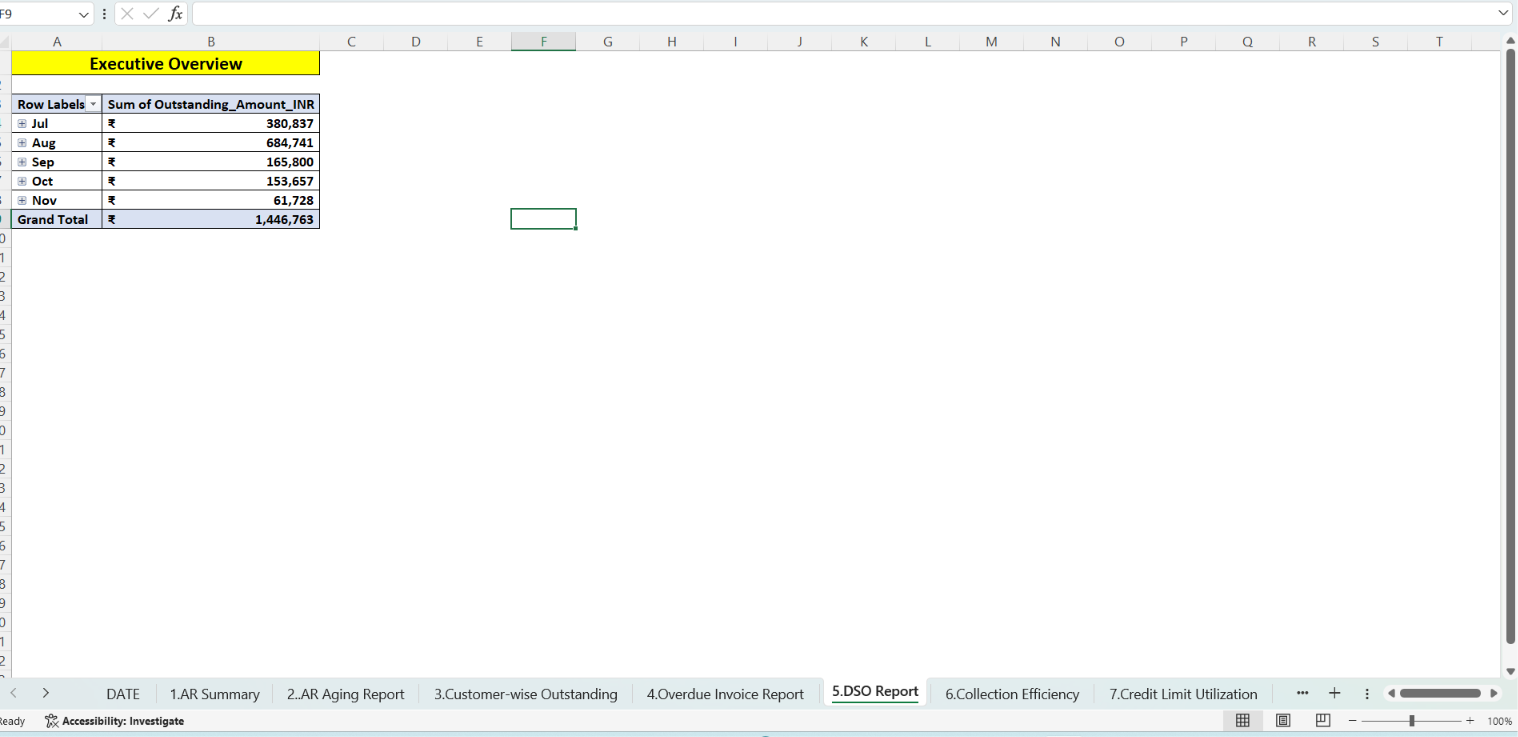 F9
fx
A B C D E F G H I J K L M N O P Q R S T
Executive Overview
Row Labels Sum of Outstanding_Amount_INR
Jul ₹ 380,837
Aug ₹ 684,741
Sep ₹ 165,800
Oct ₹ 153,657
Nov ₹ 61,728
Grand Total ₹ 1,446,763
DATE 1.AR Summary 2..AR Aging Report 3.Customer-wise Outstanding 4.Overdue Invoice Report 5.DSO Report 6.Collection Efficiency 7.Credit Limit Utilization ...
Accessibility: Investigate 100%